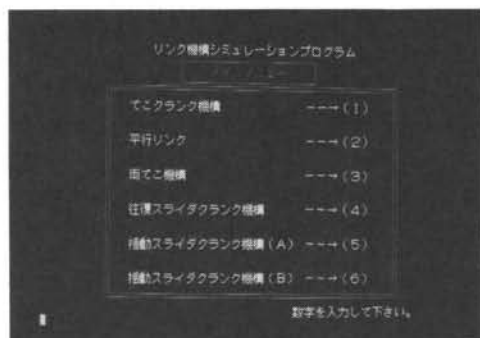 リンク機構シミュレーションプログラム
てこクランク機構 －－→(1)
平行リンク －－→(2)
両てこ機構 －－→(3)
往復スライダクランク機構 －－→(4)
揺動スライダクランク機構(A) －－→(5)
揺動スライダクランク機構(B) －－→(6)
数字を入力して下さい。